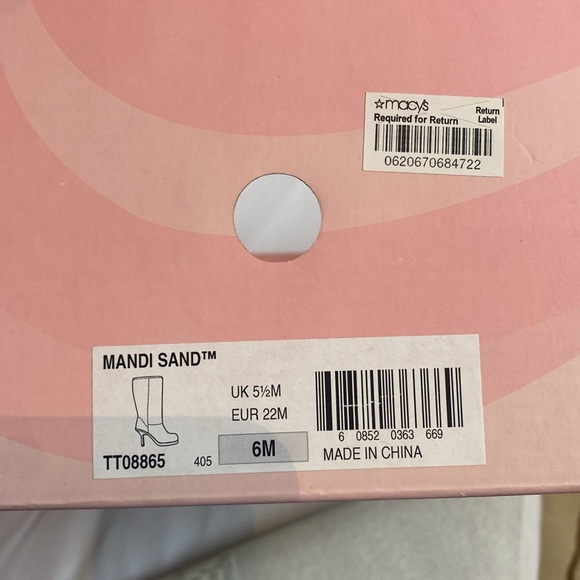 ☆macy's
Return
Required for Return Label
0620670684722
MANDI SAND™
UK 5½M
EUR 22M
6 0852 0363 669
TT08865 405 6M MADE IN CHINA